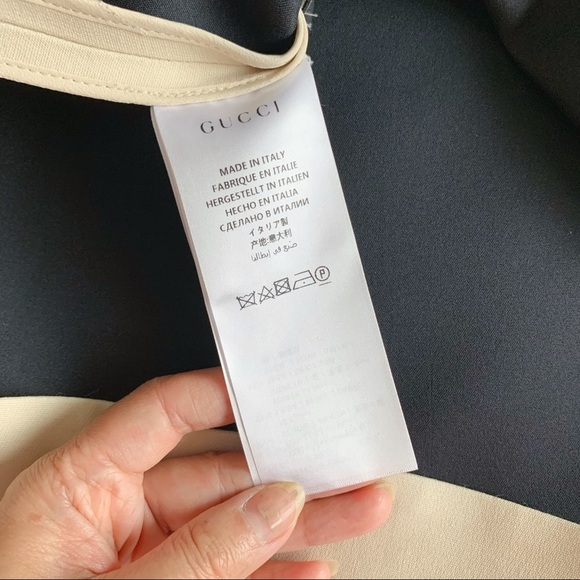 GUCCI
MADE IN ITALY
FABRIQUE EN ITALIE
HERGESTELLT IN ITALIEN
HECHO EN ITALIA
СДЕЛАНО В ИТАЛИИ
イタリア製
产地:意大利
صنع في إيطاليا
P